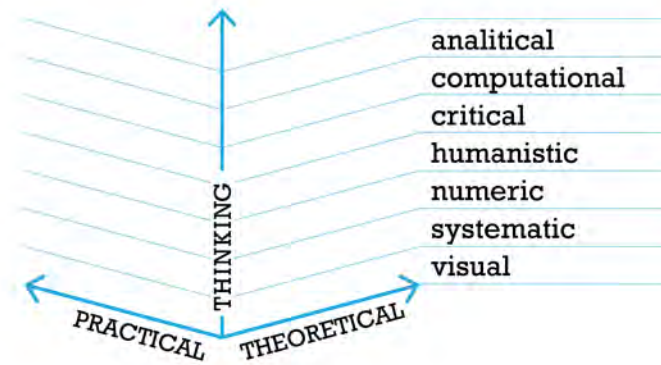 analitical
computational
critical
humanistic
numeric
systematic
visual
THINKING
PRACTICAL
THEORETICAL